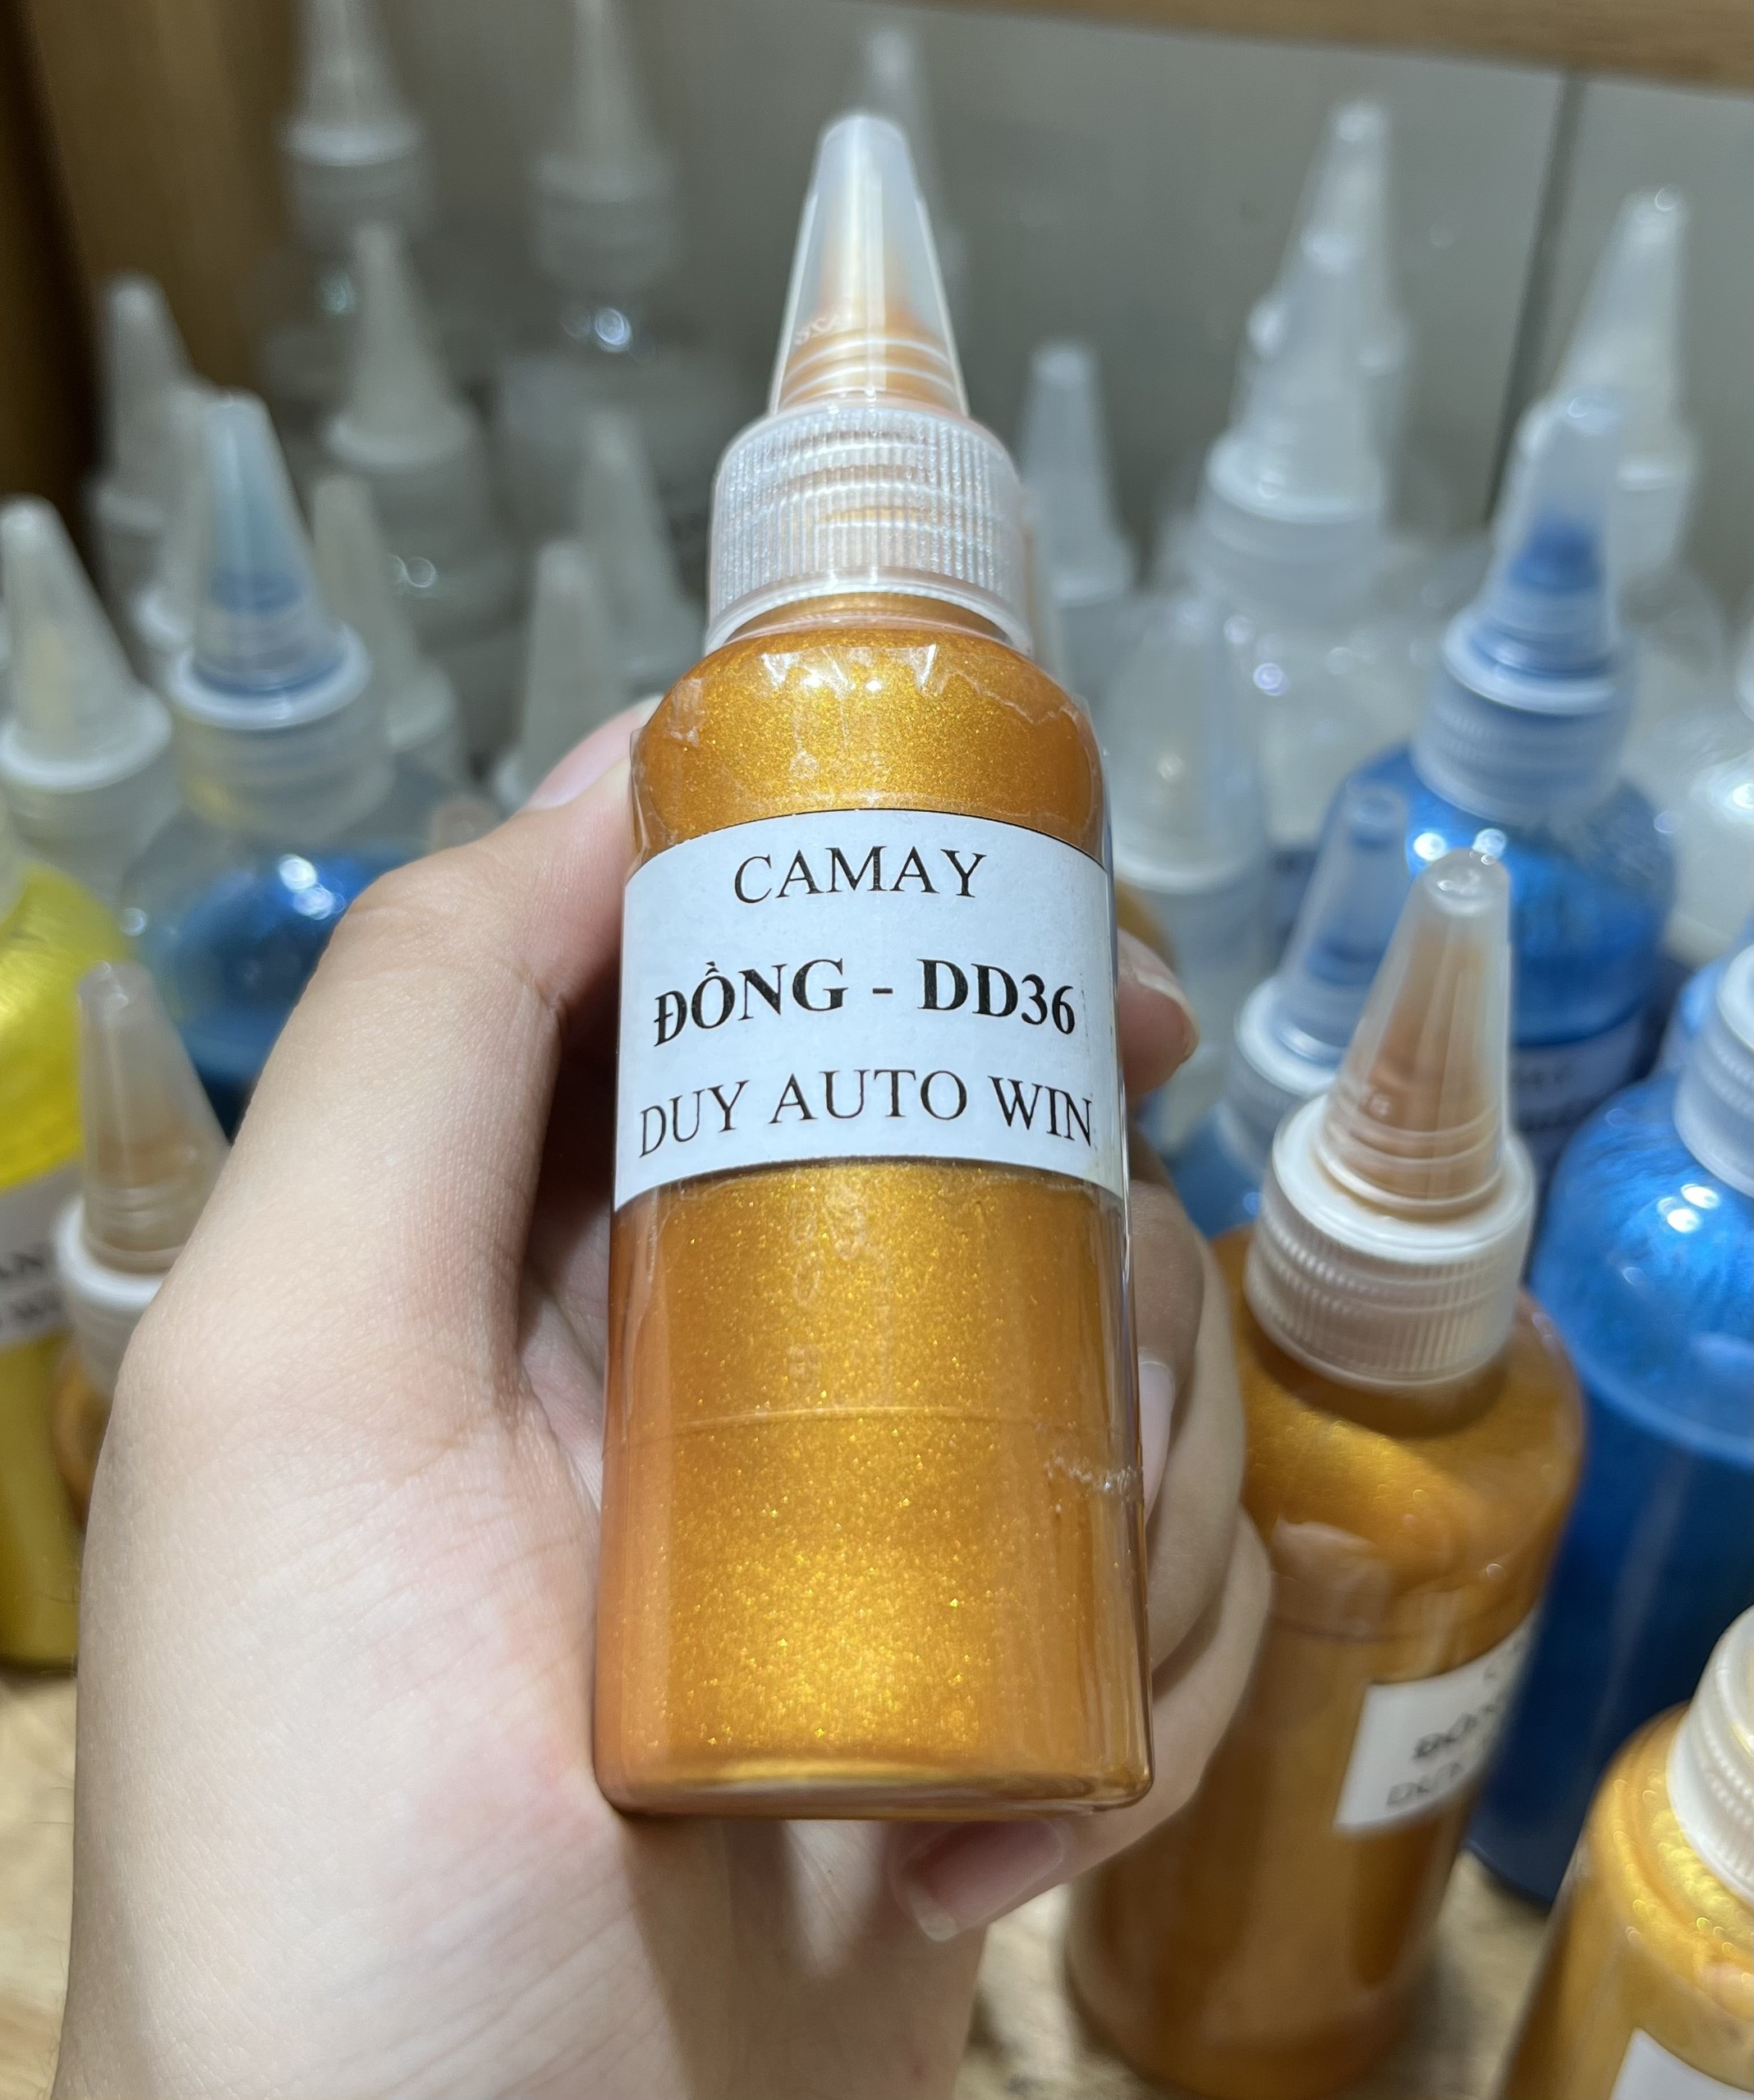 CAMAY
ĐỒNG - DD36
DUY AUTO WIN